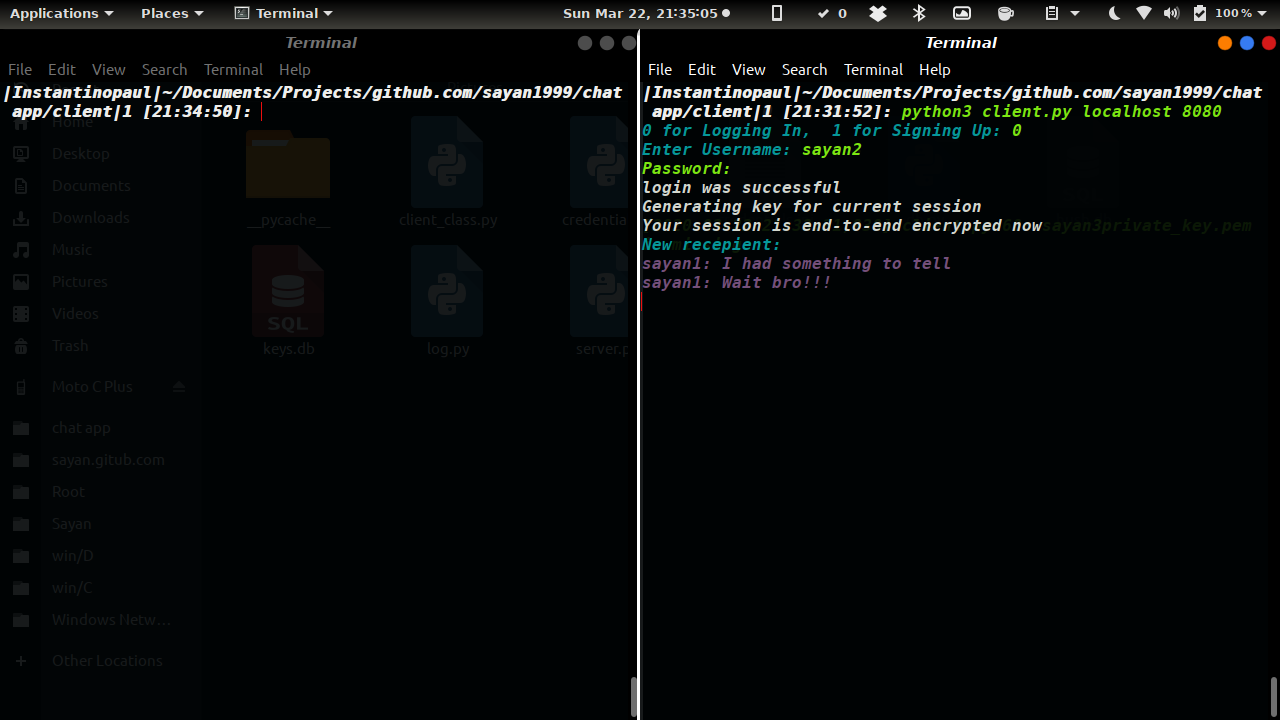 Applications Places Terminal Sun Mar 22, 21:35:05 0 100 %
Terminal
File Edit View Search Terminal Help
|Instantinopaul|~/Documents/Projects/github.com/sayan1999/chat
app/client|1 [21:34:50]:
Home
Desktop
Documents
Downloads
Music
Pictures
Videos
Trash
Moto C Plus
chat app
sayan.gitub.com
Root
Sayan
win/D
win/C
Windows Netw…
Other Locations
__pycache__ client_class.py credentia
SQL
keys.db log.py server.p
Terminal
File Edit View Search Terminal Help
|Instantinopaul|~/Documents/Projects/github.com/sayan1999/chat
app/client|1 [21:31:52]: python3 client.py localhost 8080
0 for Logging In, 1 for Signing Up: 0
Enter Username: sayan2
Password:
login was successful
Generating key for current session
Your session is end-to-end encrypted now
sayan3private_key.pem
New recepient:
sayan1: I had something to tell
sayan1: Wait bro!!!